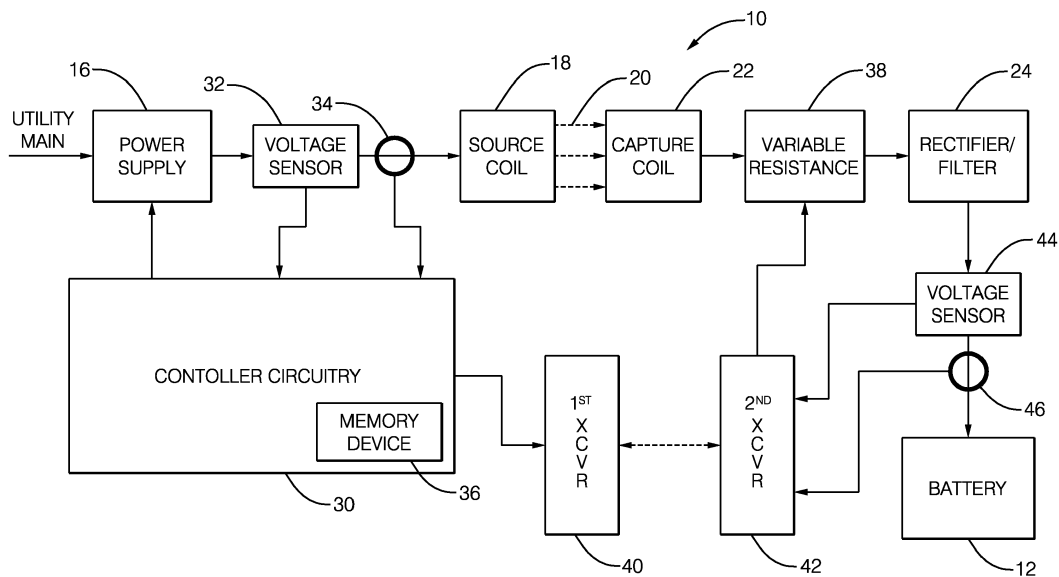 10
16
32
34
18
20
22
38
24
UTILITY
MAIN
POWER
SUPPLY
VOLTAGE
SENSOR
SOURCE
COIL
CAPTURE
COIL
VARIABLE
RESISTANCE
RECTIFIER/
FILTER
44
VOLTAGE
SENSOR
CONTOLLER CIRCUITRY
MEMORY
DEVICE
1ST
X
C
V
R
2ND
X
C
V
R
46
BATTERY
36
30
40
42
12